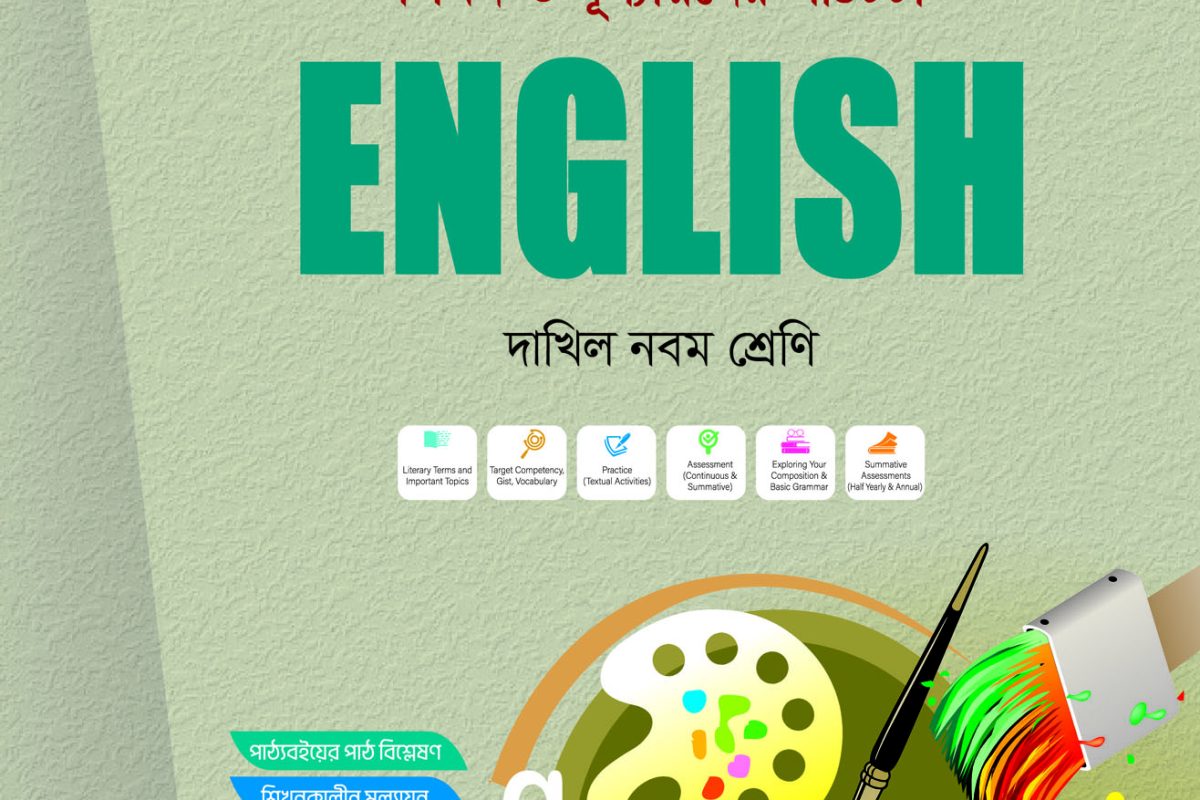 ENGLISH
দাখিল নবম শ্রেণি
Literary Terms and
Important Topics
Target Competency,
Gist, Vocabulary
Practice
(Textual Activities)
Assessment
(Continuous &
Summative)
Exploring Your
Composition &
Basic Grammar
Summative
Assessments
(Half Yearly & Annual)
পাঠ্যবইয়ের পাঠ বিশ্লেষণ
শিখনকালীন মূল্যায়ন